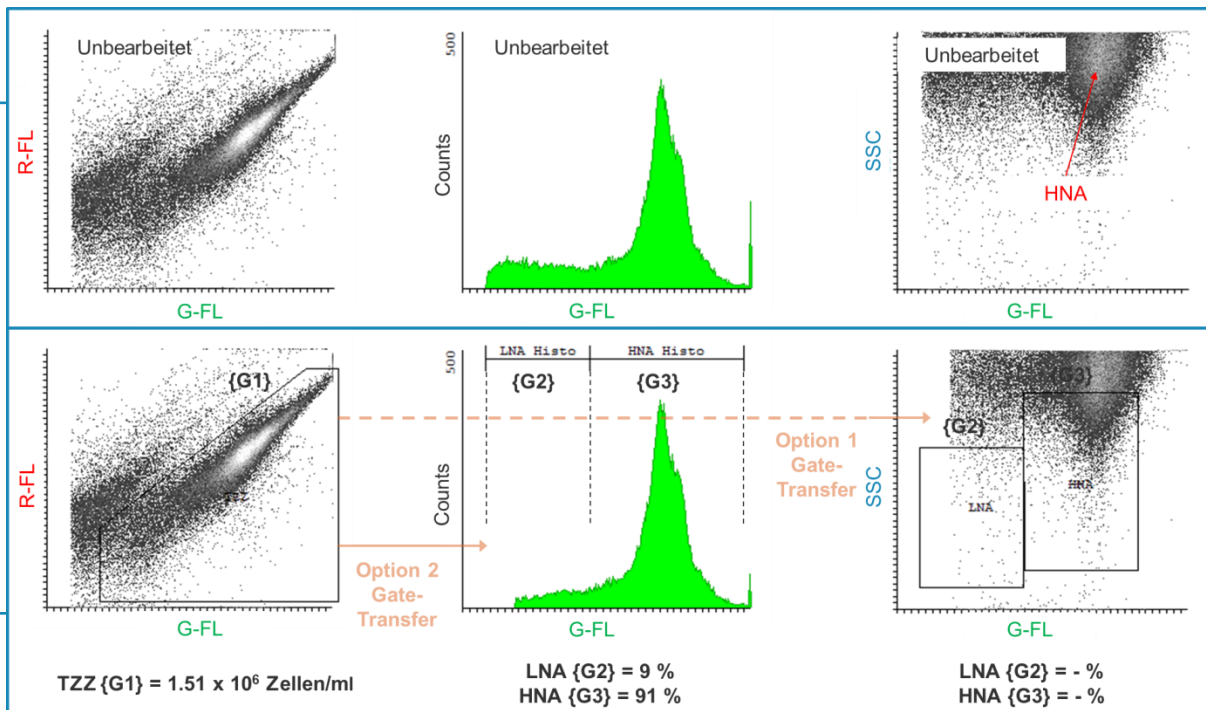 Unbearbeitet
R-FL
G-FL
500
Unbearbeitet
Counts
G-FL
Unbearbeitet
SSC
HNA
G-FL
{G1}
R-FL
TZZ
G-FL
Option 2
Gate-
Transfer
500
LNA Histo
HNA Histo
{G2}
{G3}
Counts
G-FL
Option 1
Gate-
Transfer
{G3}
{G2}
SSC
LNA
HNA
G-FL
TZZ {G1} = 1.51 x 10⁶ Zellen/ml
LNA {G2} = 9 %
HNA {G3} = 91 %
LNA {G2} = - %
HNA {G3} = - %